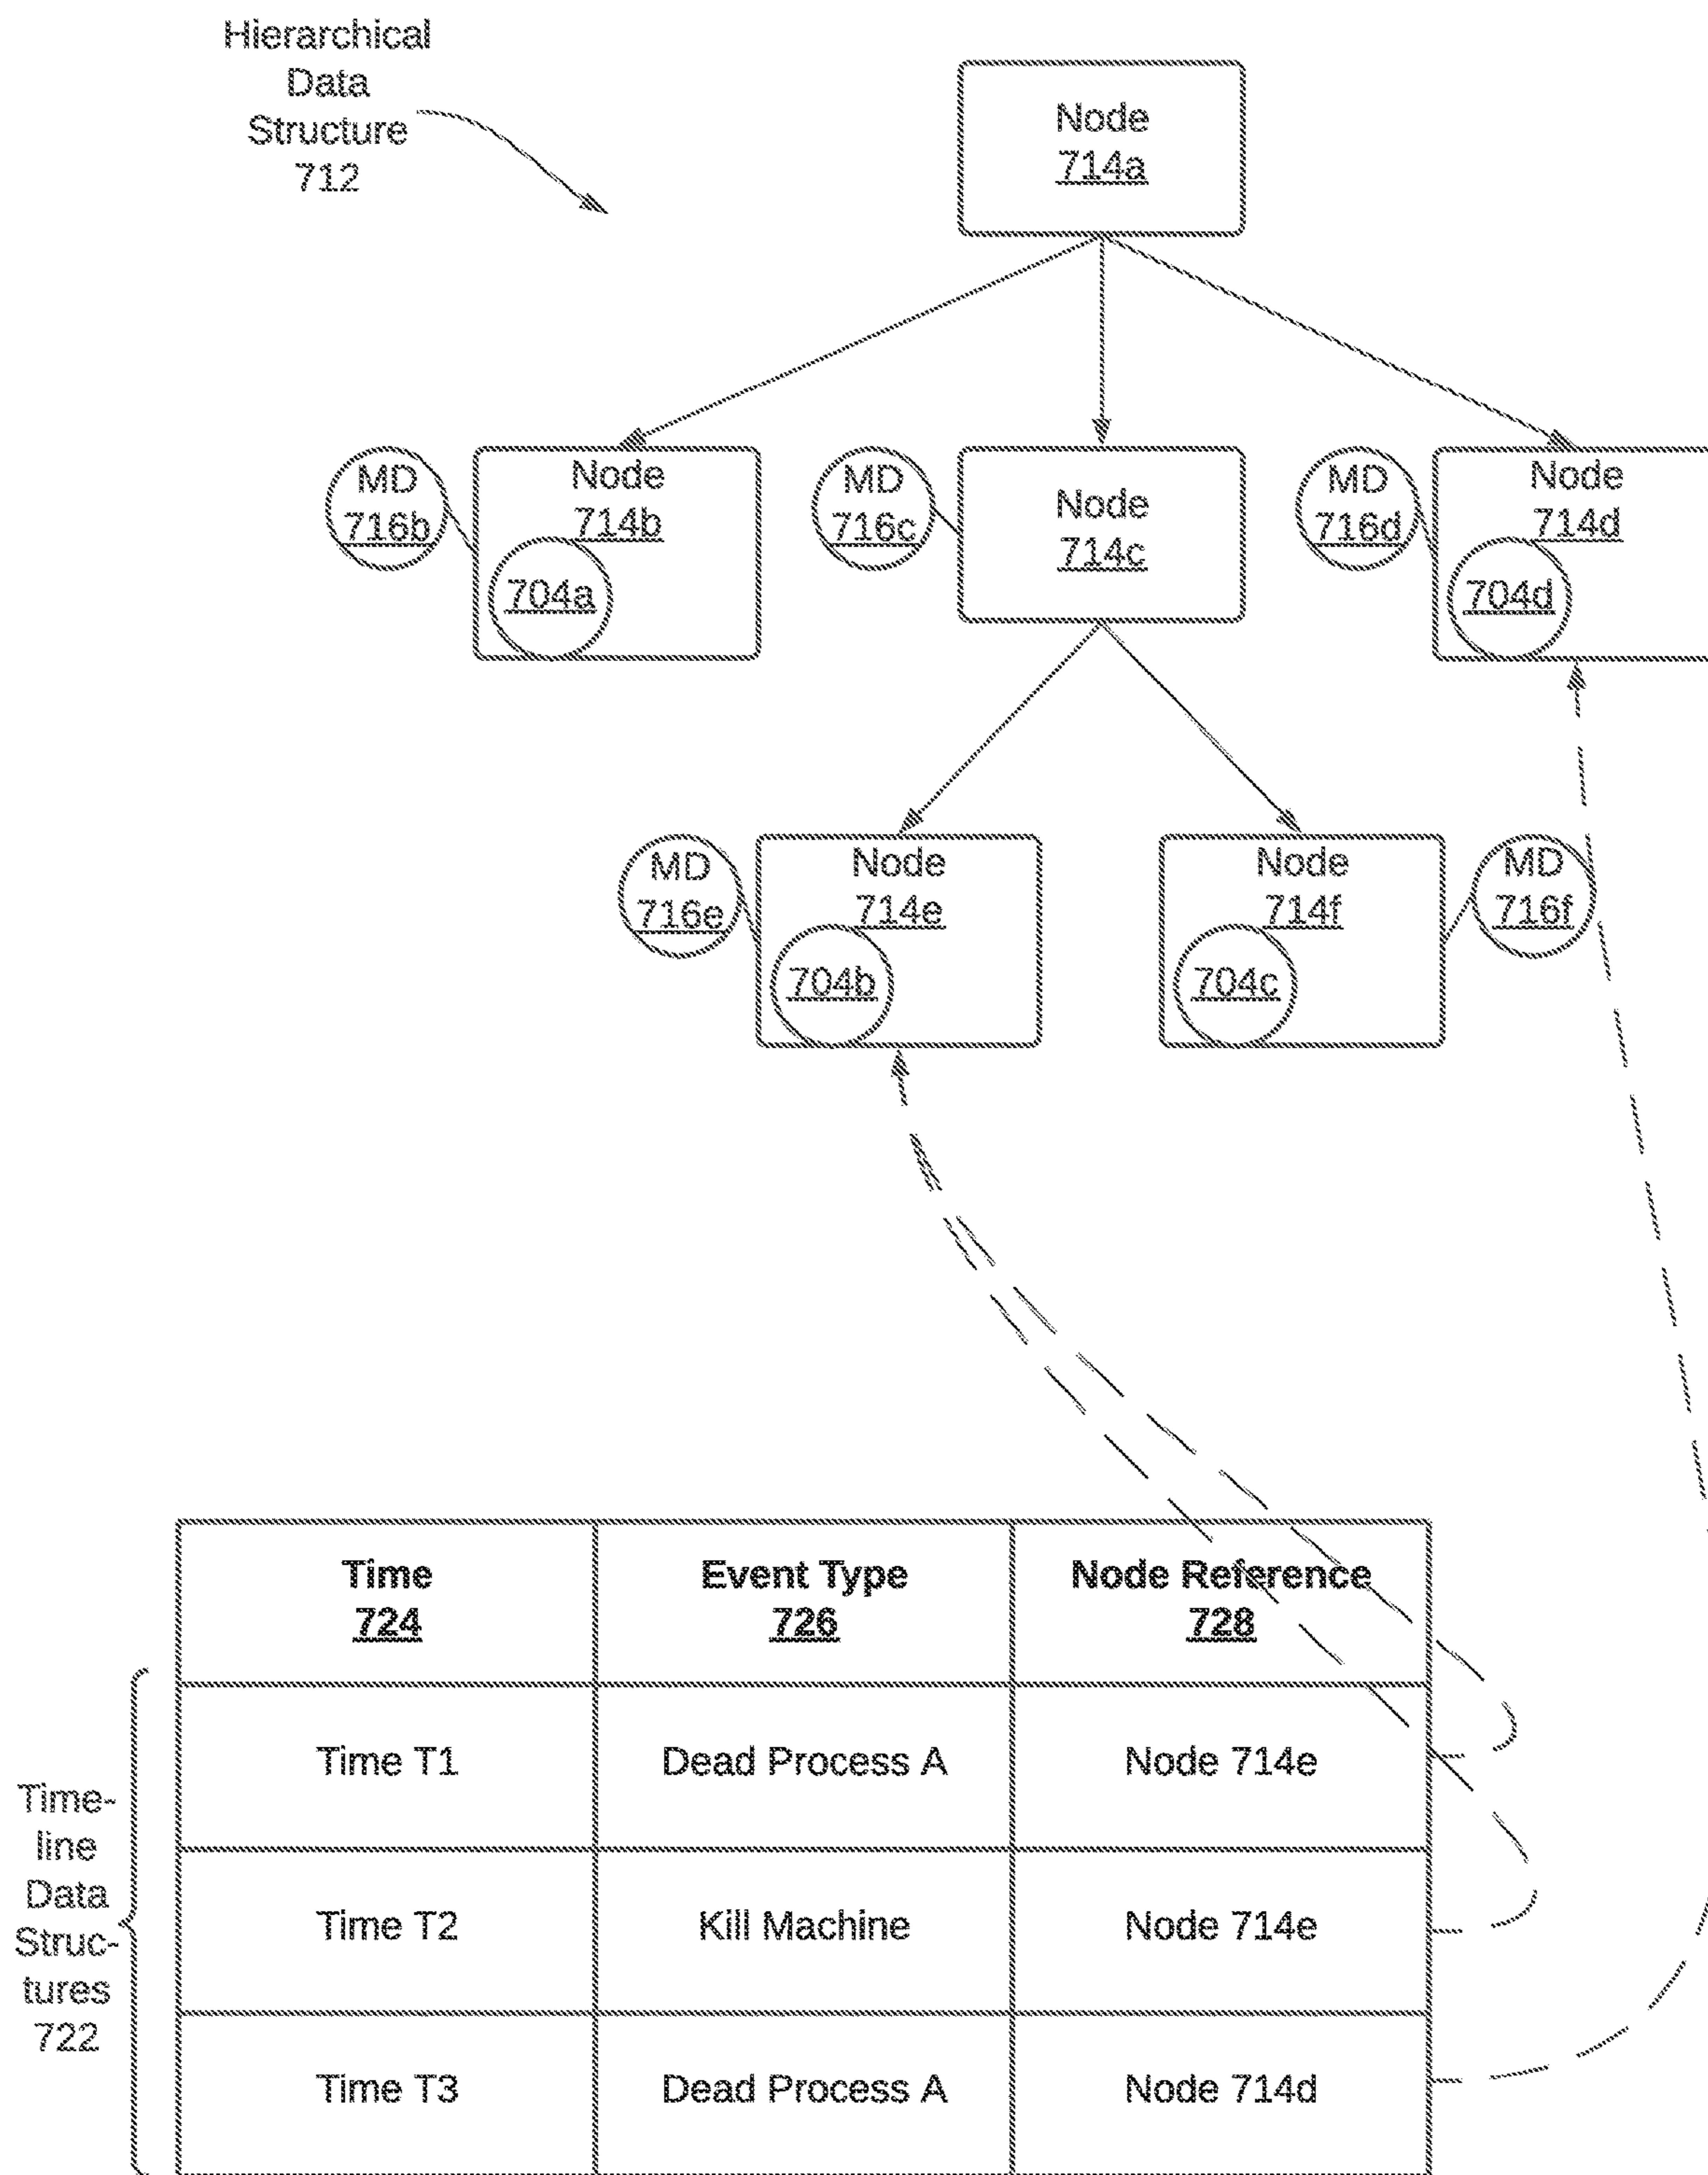 Hierarchical
Data
Structure
712
Node
714a
MD
716b
Node
714b
704a
MD
716c
Node
714c
MD
716d
Node
714d
704d
MD
716e
Node
714e
704b
Node
714f
704c
MD
716f
Time
724
Event Type
726
Node Reference
728
Time-
line
Data
Struc-
tures
722
Time T1
Dead Process A
Node 714e
Time T2
Kill Machine
Node 714e
Time T3
Dead Process A
Node 714d